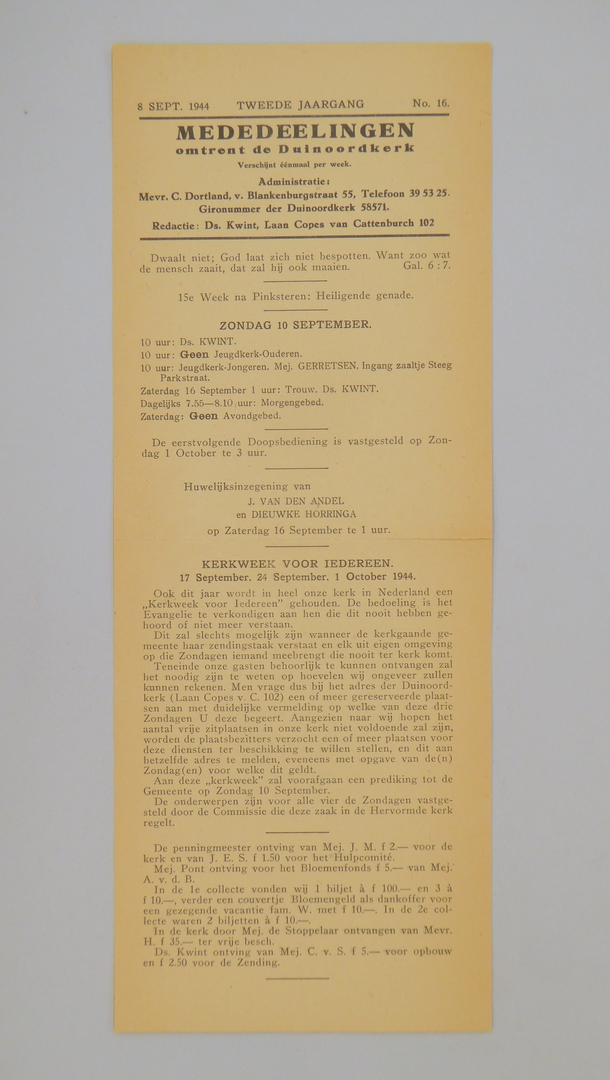 8 SEPT. 1944 TWEEDE JAARGANG No. 16.
MEDEDEELINGEN
omtrent de Duinoordkerk
Verschijnt éénmaal per week.
Administratie:
Mevr. C. Dortland, v. Blankenburgstraat 55, Telefoon 39 53 25.
Gironummer der Duinoordkerk 58571.
Redactie: Ds. Kwint, Laan Copes van Cattenburch 102
Dwaalt niet; God laat zich niet bespotten. Want zoo wat
de mensch zaait, dat zal hij ook maaien. Gal. 6 : 7.
15e Week na Pinksteren: Heiligende genade.
ZONDAG 10 SEPTEMBER.
10 uur: Ds. KWINT.
10 uur: Geen Jeugdkerk-Ouderen.
10 uur: Jeugdkerk-Jongeren. Mej. GERRETSEN. Ingang zaaltje Steeg
Parkstraat.
Zaterdag 16 September 1 uur: Trouw. Ds. KWINT.
Dagelijks 7.55—8.10 uur: Morgengebed.
Zaterdag: Geen Avondgebed.
De eerstvolgende Doopsbediening is vastgesteld op Zon-
dag 1 October te 3 uur.
Huwelijksinzegening van
J. VAN DEN ANDEL
en DIEUWKE HORRINGA
op Zaterdag 16 September te 1 uur.
KERKWEEK VOOR IEDEREEN.
17 September. 24 September. 1 October 1944.
Ook dit jaar wordt in heel onze kerk in Nederland een
„Kerkweek voor Iedereen” gehouden. De bedoeling is het
Evangelie te verkondigen aan hen die dit nooit hebben ge-
hoord of niet meer verstaan.
Dit zal slechts mogelijk zijn wanneer de kerkgaande ge-
meente haar zendingstaak verstaat en elk uit eigen omgeving
op die Zondagen iemand meebrengt die nooit ter kerk komt.
Teneinde onze gasten behoorlijk te kunnen ontvangen zal
het noodig zijn te weten op hoevelen wij ongeveer zullen
kunnen rekenen. Men vrage dus bij het adres der Duinoord-
kerk (Laan Copes v. C. 102) een of meer gereserveerde plaat-
sen aan met duidelijke vermelding op welke van deze drie
Zondagen U deze begeert. Aangezien naar wij hopen het
aantal vrije zitplaatsen in onze kerk niet voldoende zal zijn,
worden de plaatsbezitters verzocht een of meer plaatsen voor
deze diensten ter beschikking te willen stellen, en dit aan
hetzelfde adres te melden, eveneens met opgave van de(n)
Zondag(en) voor welke dit geldt.
Aan deze „kerkweek” zal voorafgaan een prediking tot de
Gemeente op Zondag 10 September.
De onderwerpen zijn voor alle vier de Zondagen vastge-
steld door de Commissie die deze zaak in de Hervormde kerk
regelt.
De penningmeester ontving van Mej. J. M. f 2.— voor de
kerk en van J. E. S. f 1.50 voor het Hulpcomité.
Mej. Pont ontving voor het Bloemenfonds f 5.— van Mej.
A. v. d. B.
In de 1e collecte vonden wij 1 biljet à f 100.— en 3 à
f 10.—, verder een couvertje Bloemengeld als dankoffer voor
een gezegende vacantie fam. W. met f 10.—. In de 2e col-
lecte waren 2 biljetten à f 10.—.
In de kerk door Mej. de Stoppelaar ontvangen van Mevr.
H. f 35.— ter vrije besch.
Ds. Kwint ontving van Mej. C. v. S. f 5.— voor opbouw
en f 2.50 voor de Zending.